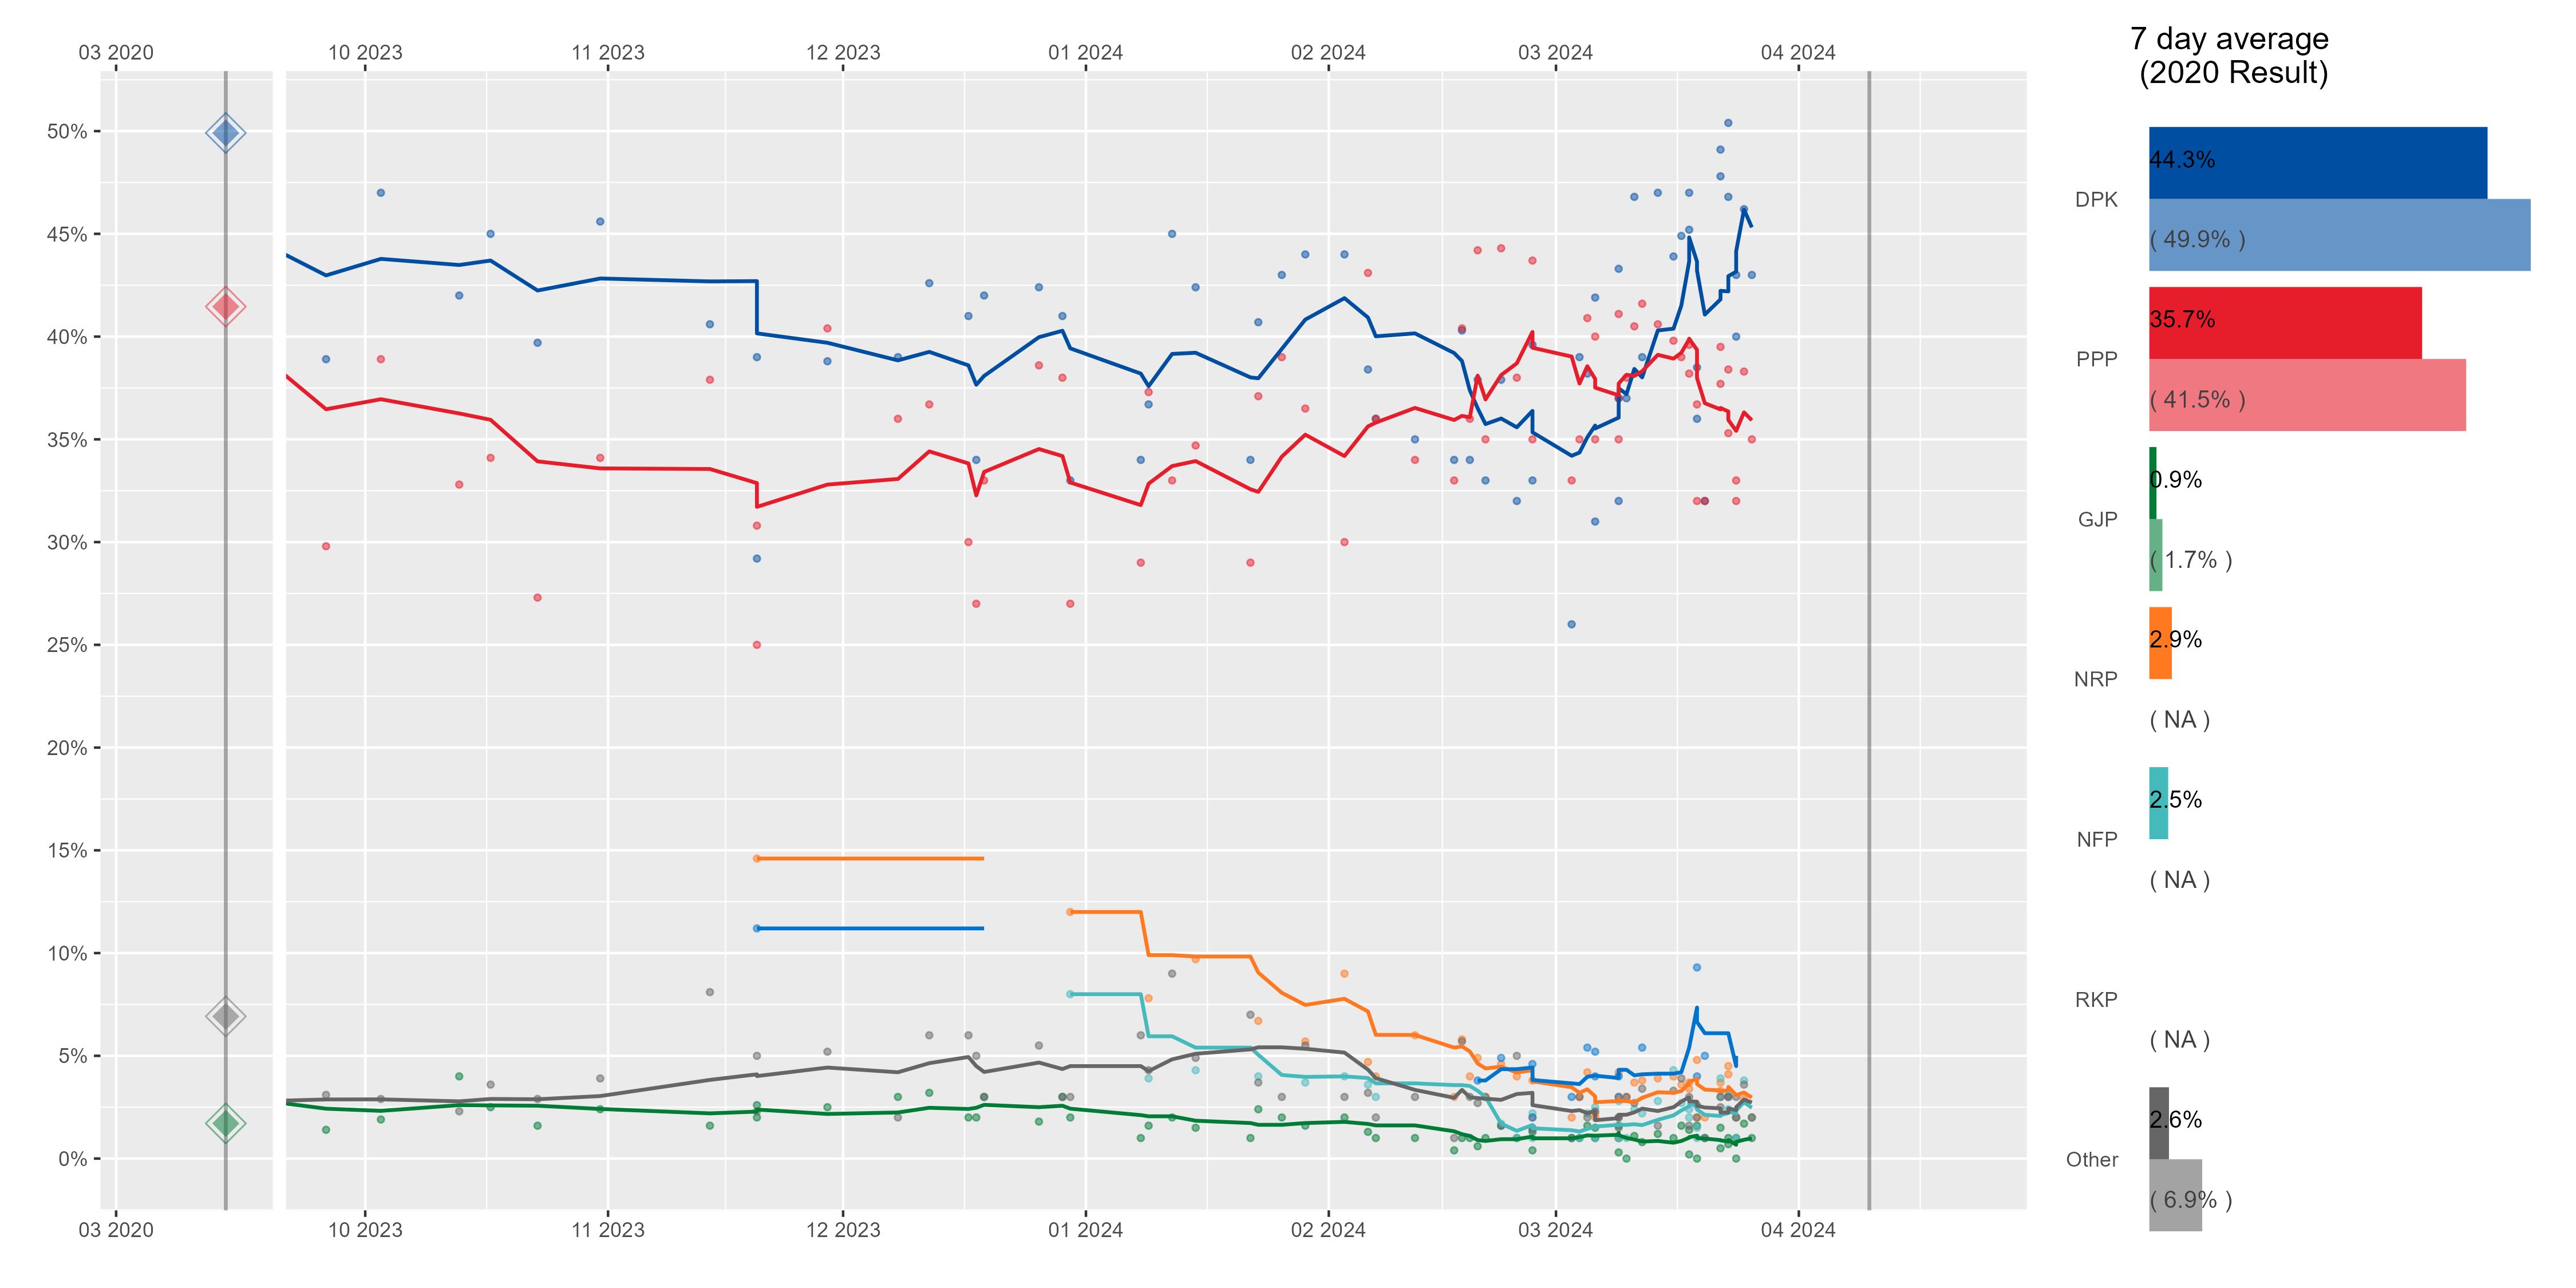 7 day average
(2020 Result)
03 2020 10 2023 11 2023 12 2023 01 2024 02 2024 03 2024 04 2024
50%
45%
40%
35%
30%
25%
20%
15%
10%
5%
0%
03 2020 10 2023 11 2023 12 2023 01 2024 02 2024 03 2024 04 2024
44.3%
DPK
( 49.9% )
35.7%
PPP
( 41.5% )
0.9%
GJP
( 1.7% )
2.9%
NRP
( NA )
2.5%
NFP
( NA )
RKP
( NA )
2.6%
Other
( 6.9% )